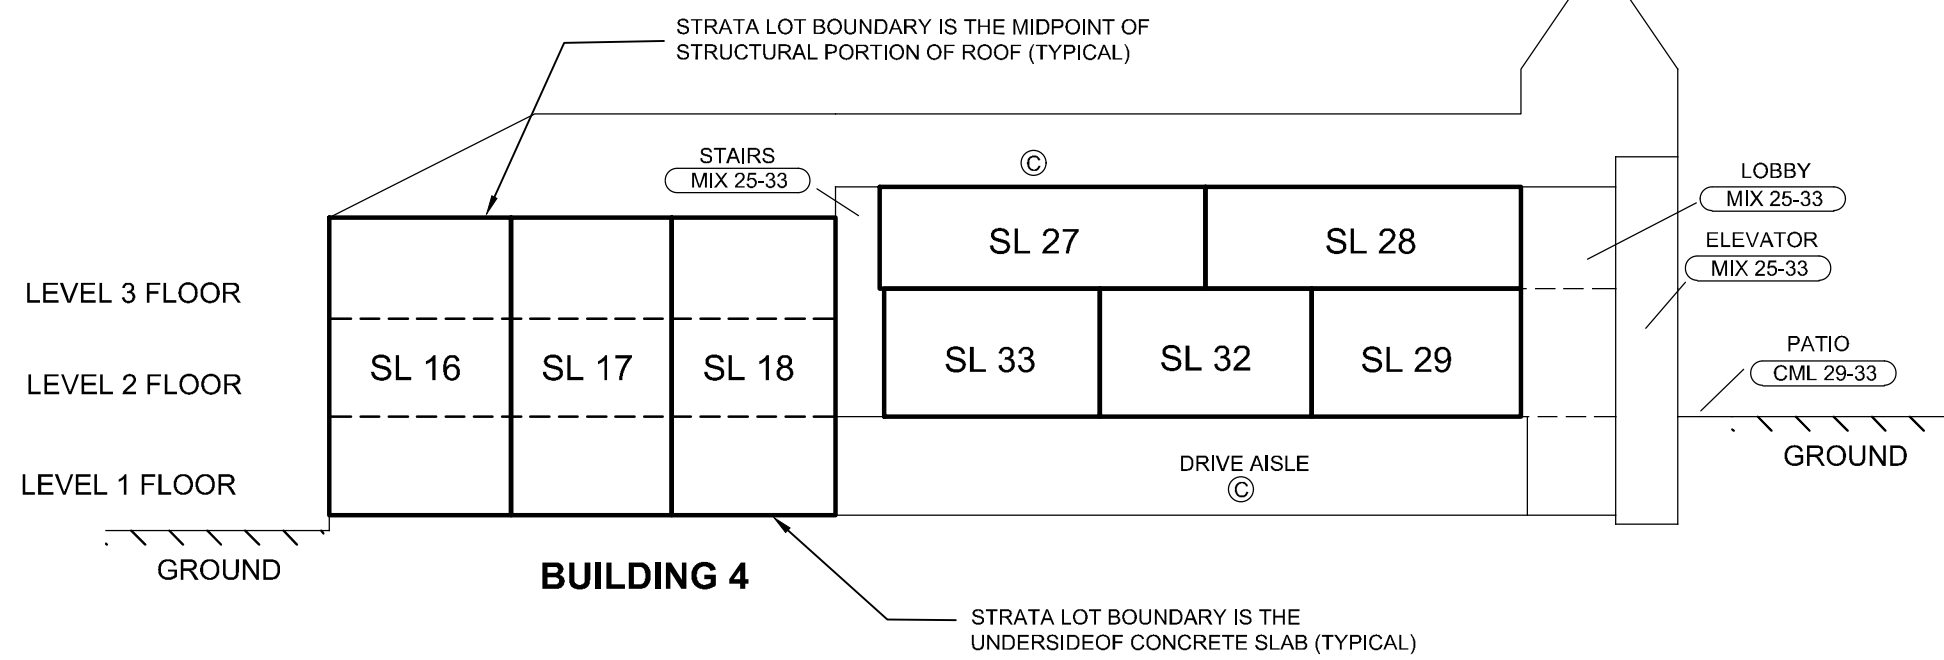 STRATA LOT BOUNDARY IS THE MIDPOINT OF
STRUCTURAL PORTION OF ROOF (TYPICAL)
STAIRS
MIX 25-33
©
LOBBY
MIX 25-33
SL 27
SL 28
ELEVATOR
MIX 25-33
LEVEL 3 FLOOR
SL 16
SL 17
SL 18
SL 33
SL 32
SL 29
PATIO
CML 29-33
LEVEL 2 FLOOR
GROUND
DRIVE AISLE
©
LEVEL 1 FLOOR
GROUND
BUILDING 4
STRATA LOT BOUNDARY IS THE
UNDERSIDEOF CONCRETE SLAB (TYPICAL)